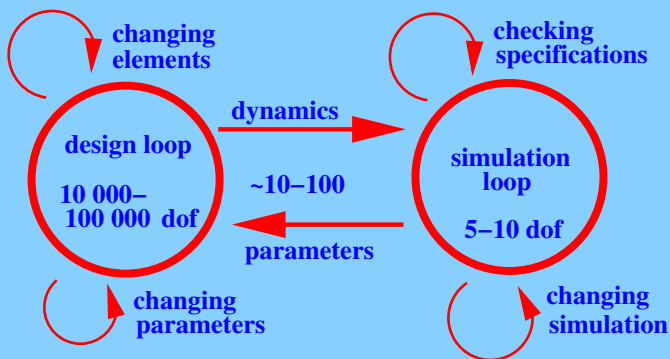 changing
elements
design loop
10 000–
100 000 dof
changing
parameters
dynamics
~10–100
parameters
checking
specifications
simulation
loop
5–10 dof
changing
simulation